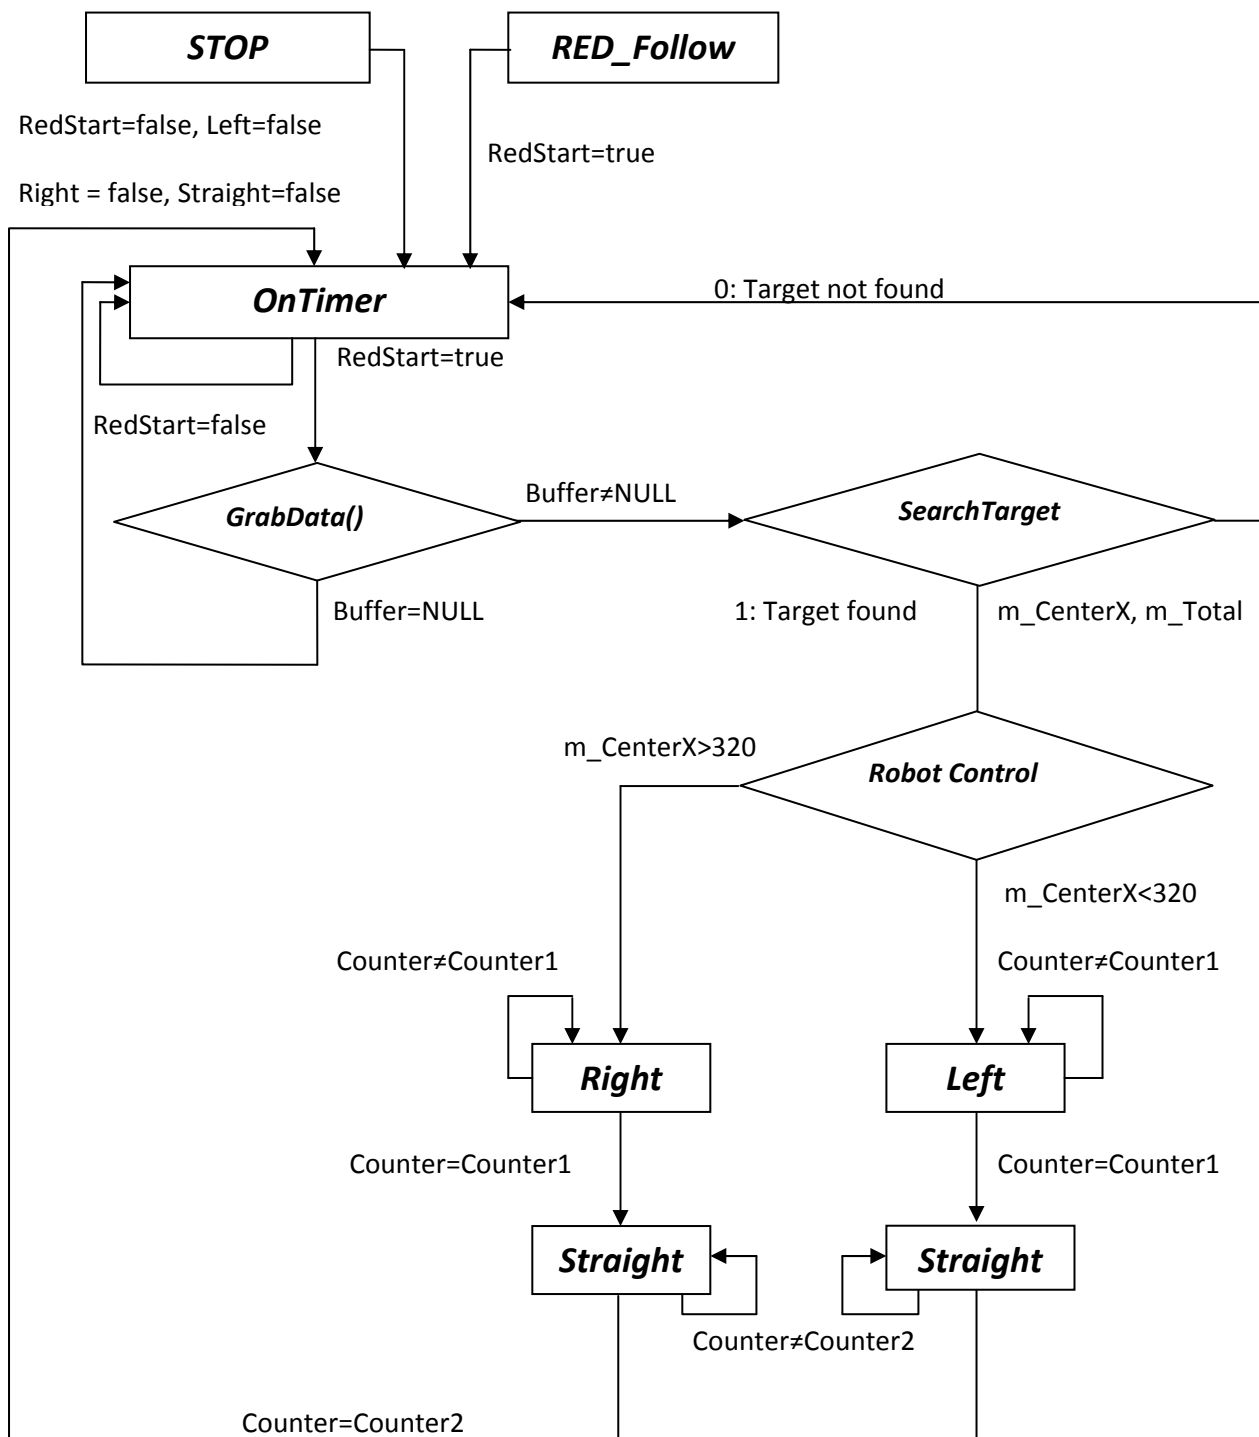 STOP
RED_Follow
RedStart=false, Left=false
RedStart=true
Right = false, Straight=false
OnTimer
0: Target not found
RedStart=true
RedStart=false
GrabData()
Buffer≠NULL
SearchTarget
Buffer=NULL
1: Target found
m_CenterX, m_Total
m_CenterX>320
Robot Control
m_CenterX<320
Counter≠Counter1
Counter≠Counter1
Right
Left
Counter=Counter1
Counter=Counter1
Straight
Straight
Counter≠Counter2
Counter=Counter2